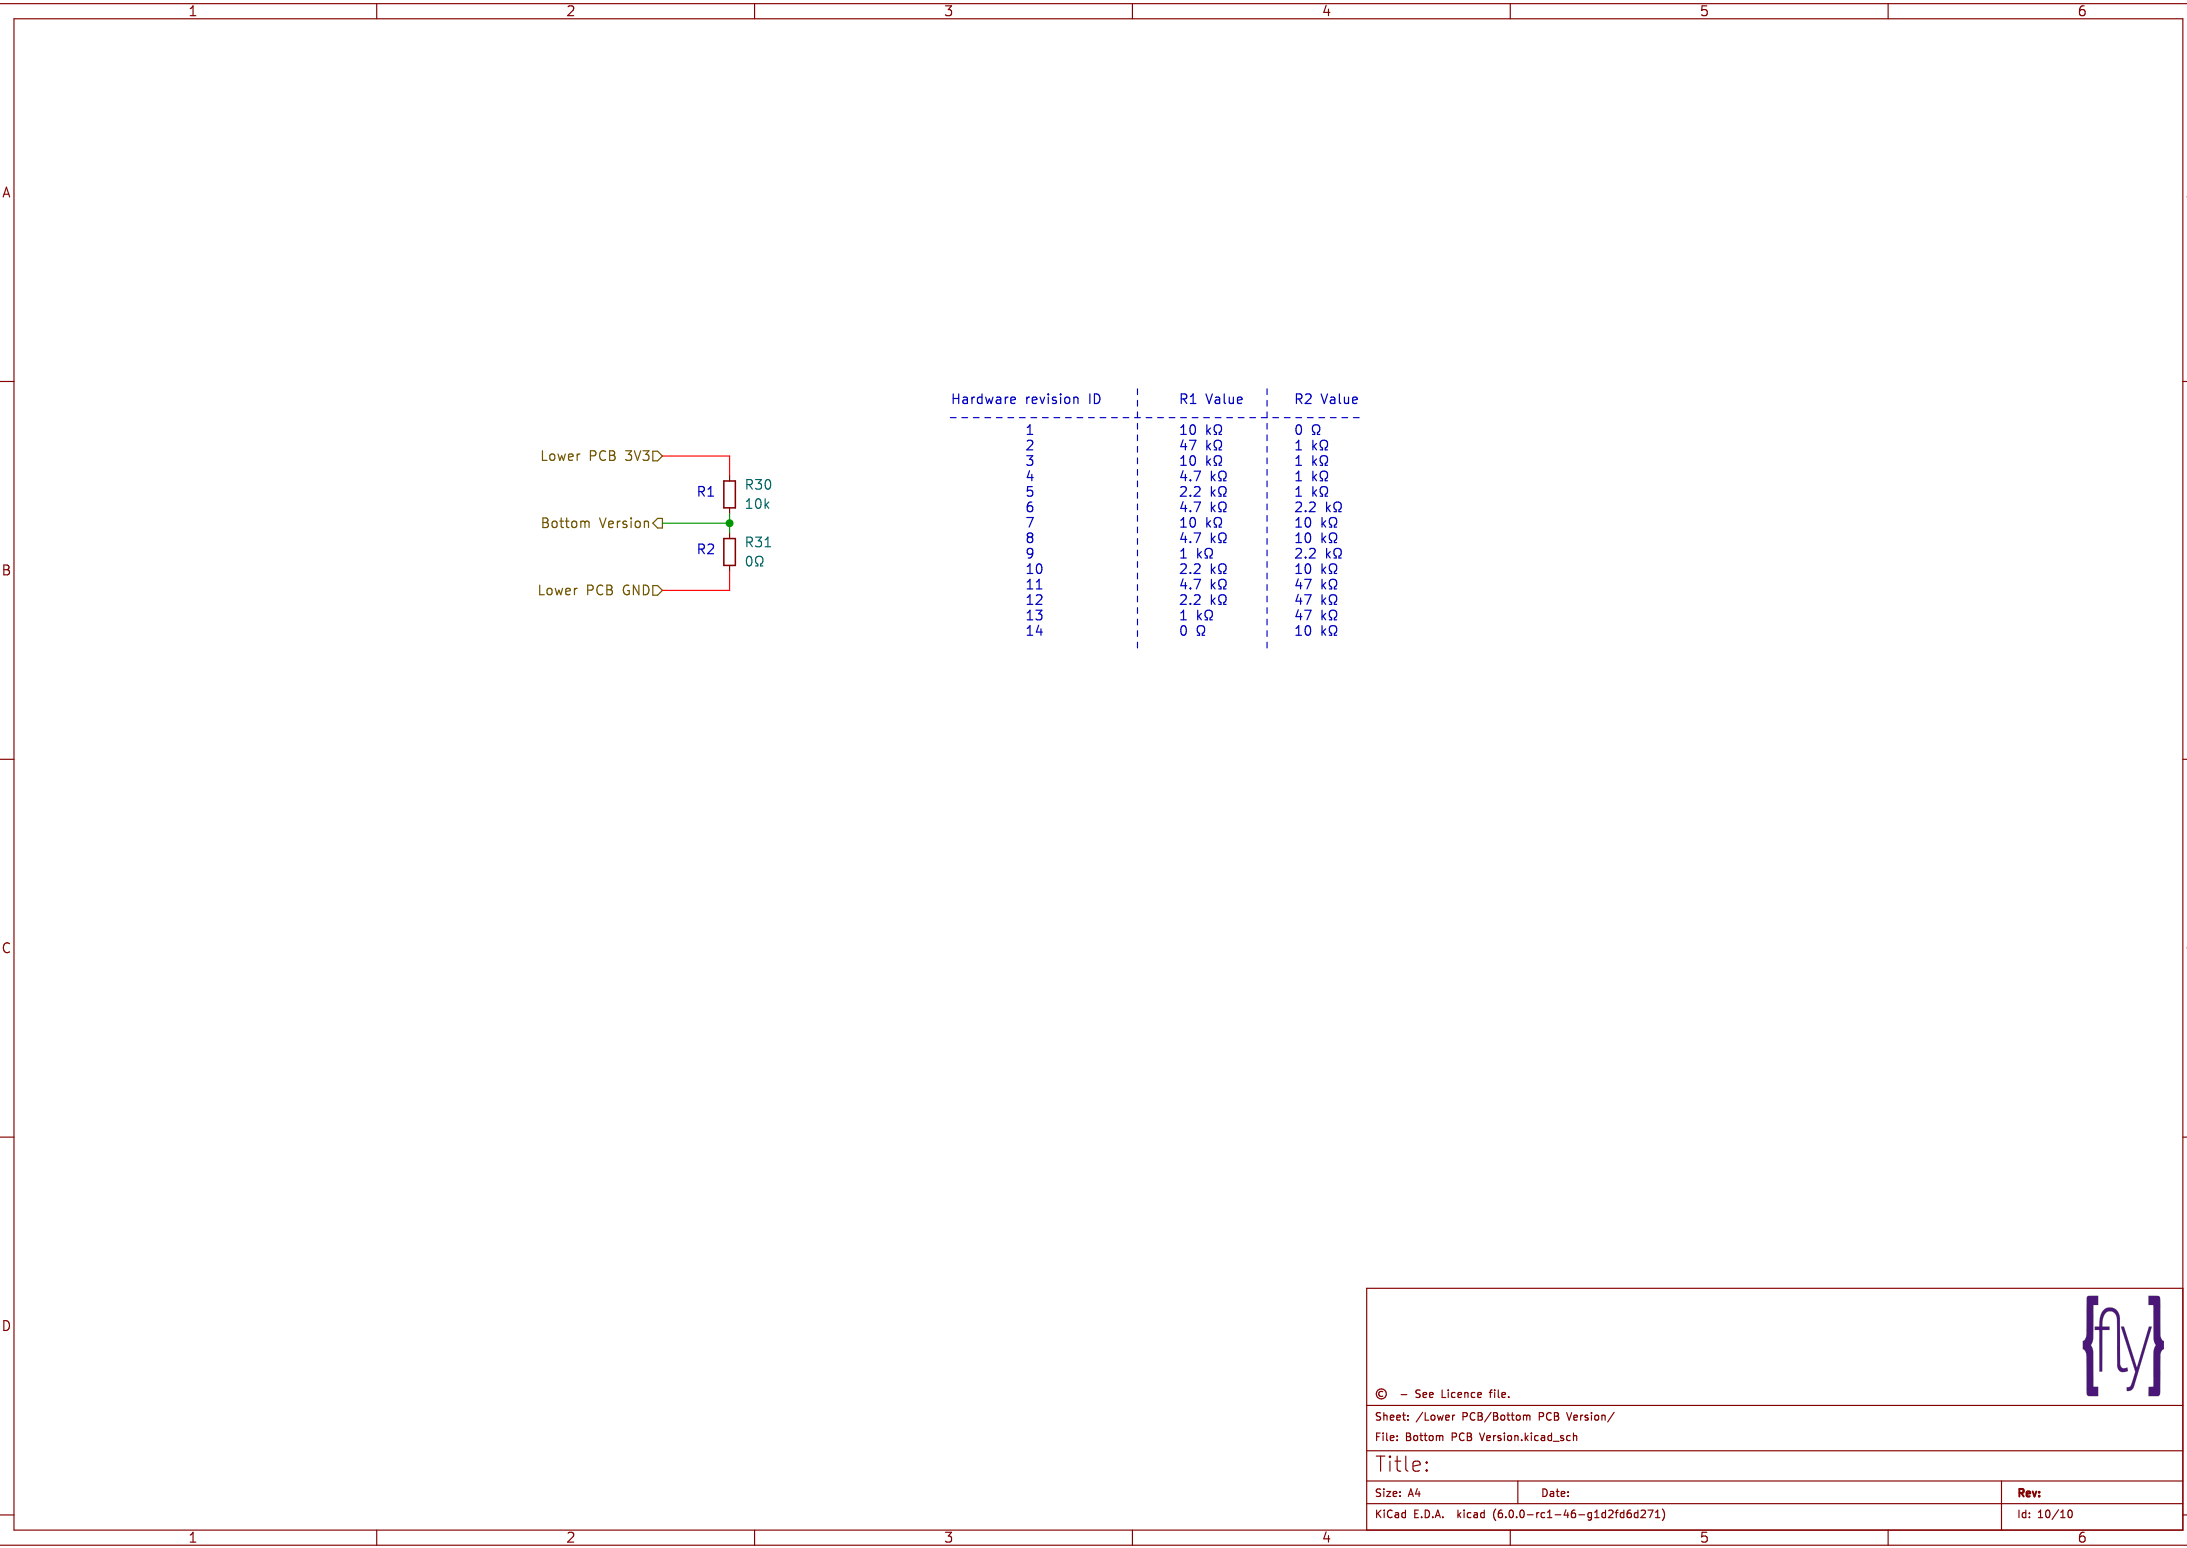 1 2 3 4 5 6
A
Hardware revision ID R1 Value R2 Value
1 10 kΩ 0 Ω
2 47 kΩ 1 kΩ
3 10 kΩ 1 kΩ
4 4.7 kΩ 1 kΩ
5 2.2 kΩ 1 kΩ
6 4.7 kΩ 2.2 kΩ
7 10 kΩ 10 kΩ
8 4.7 kΩ 10 kΩ
9 1 kΩ 2.2 kΩ
10 2.2 kΩ 10 kΩ
11 4.7 kΩ 47 kΩ
12 2.2 kΩ 47 kΩ
13 1 kΩ 47 kΩ
14 0 Ω 10 kΩ
Lower PCB 3V3
R1
R30
10k
Bottom Version
R2
R31
0Ω
Lower PCB GND
B
C
D
{fly}
© - See Licence file.
Sheet: /Lower PCB/Bottom PCB Version/
File: Bottom PCB Version.kicad_sch
Title:
Size: A4 Date: Rev:
KiCad E.D.A. kicad (6.0.0-rc1-46-g1d2fd6d271) Id: 10/10
1 2 3 4 5 6